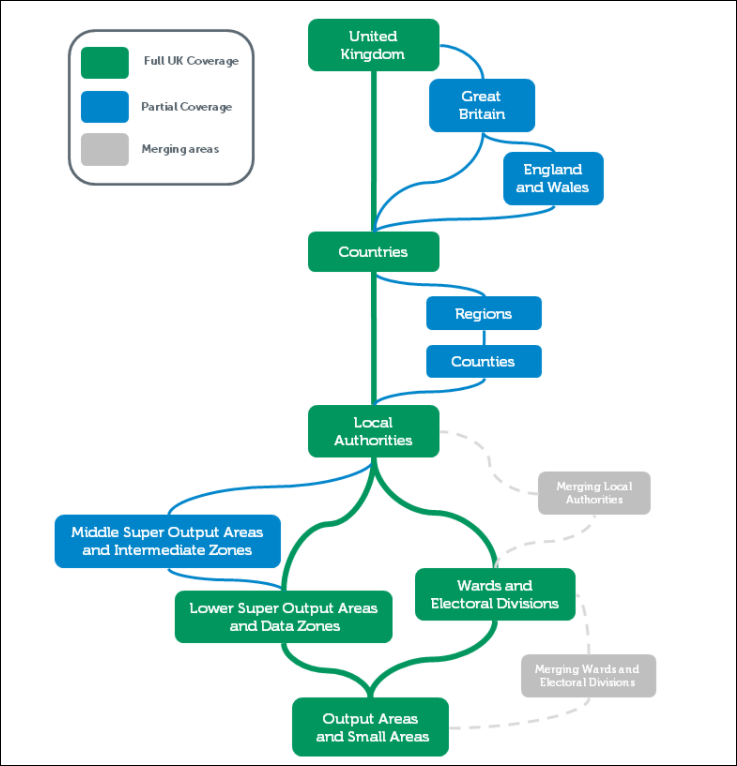 Full UK Coverage
Partial Coverage
Merging areas
United
Kingdom
Great
Britain
England
and Wales
Countries
Regions
Counties
Local
Authorities
Merging Local
Authorities
Middle Super Output Areas
and Intermediate Zones
Wards and
Electoral Divisions
Lower Super Output Areas
and Data Zones
Merging Wards and
Electoral Divisions
Output Areas
and Small Areas